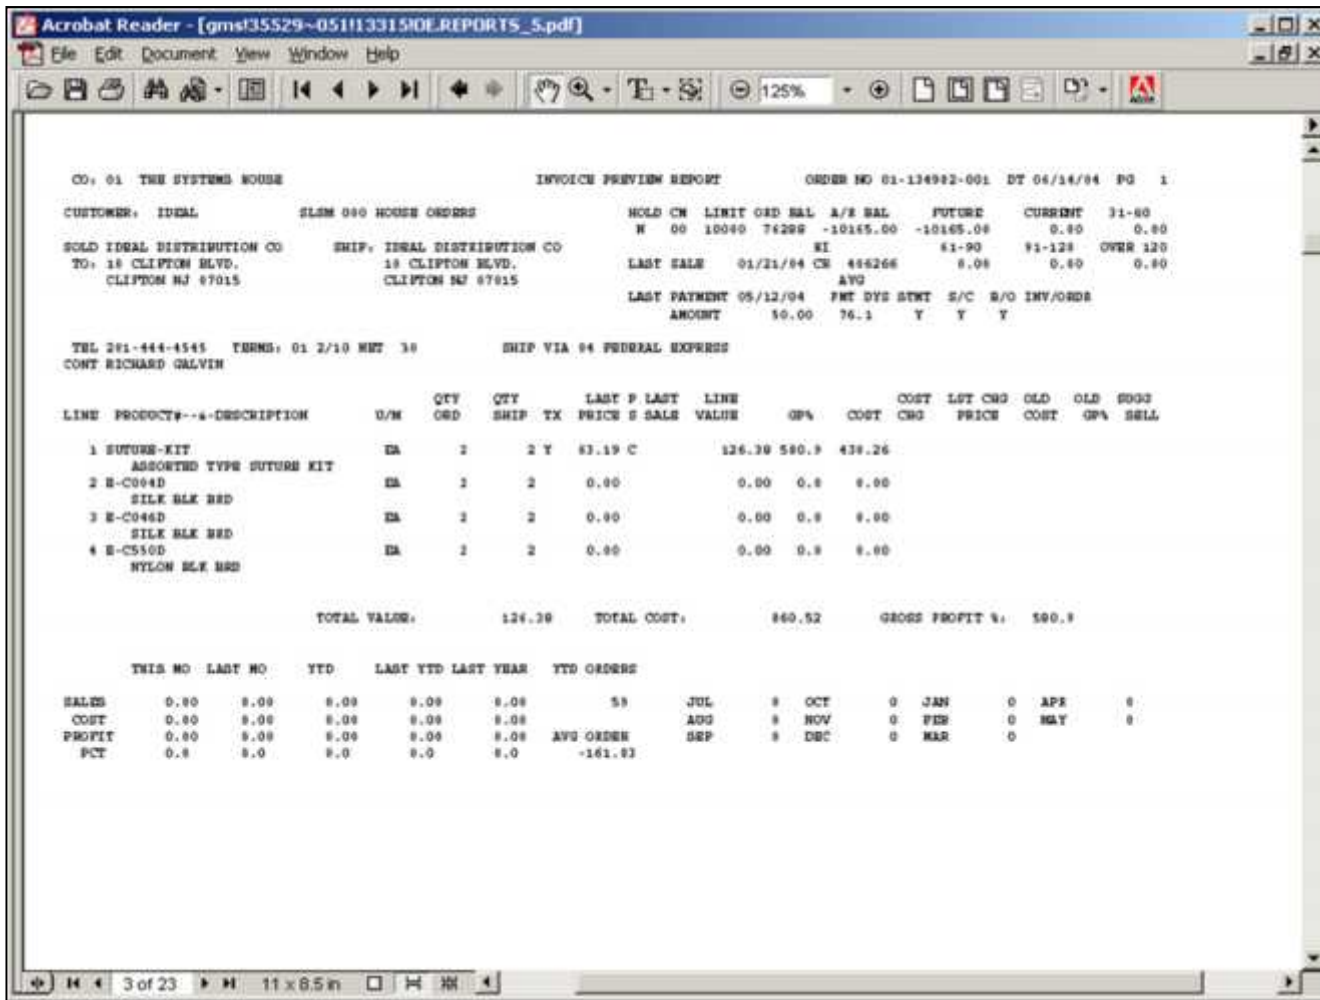 Acrobat Reader - [gms!35529~051!13315!OE.REPORTS_5.pdf]
File Edit Document View Window Help
125%
CO: 01 THE SYSTEMS HOUSE INVOICE PREVIEW REPORT ORDER NO 01-134982-001 DT 06/14/04 PG 1
CUSTOMER: IDEAL SLSM 000 HOUSE ORDERS HOLD CM LIMIT ORD BAL A/R BAL FUTURE CURRENT 31-60
N 00 10000 76288 -10165.00 -10165.00 0.00 0.00
SOLD IDEAL DISTRIBUTION CO SHIP: IDEAL DISTRIBUTION CO HI 61-90 91-120 OVER 120
TO: 10 CLIFTON BLVD. 10 CLIFTON BLVD. LAST SALE 01/21/04 CR 406266 0.00 0.00 0.00
CLIFTON NJ 07015 CLIFTON NJ 07015 AVG
LAST PAYMENT 05/12/04 PMT DYS STMT S/C B/O INV/ORDR
AMOUNT 50.00 76.1 Y Y Y
TEL 201-444-4545 TERMS: 01 2/10 NET 30 SHIP VIA 04 FEDERAL EXPRESS
CONT RICHARD GALVIN
QTY QTY LAST P LAST LINE COST LST CHG OLD OLD SUGG
LINE PRODUCT#--&-DESCRIPTION U/M ORD SHIP TX PRICE S SALE VALUE GP% COST CHG PRICE COST GP% SELL
1 SUTURE-KIT EA 2 2 Y 63.19 C 126.38 580.9 430.26
ASSORTED TYPE SUTURE KIT
2 E-C004D EA 2 2 0.00 0.00 0.0 0.00
SILK BLK BRD
3 E-C046D EA 2 2 0.00 0.00 0.0 0.00
SILK BLK BRD
4 E-C550D EA 2 2 0.00 0.00 0.0 0.00
NYLON BLK BRD
TOTAL VALUE: 126.38 TOTAL COST: 860.52 GROSS PROFIT %: 580.9
THIS MO LAST MO YTD LAST YTD LAST YEAR YTD ORDERS
SALES 0.00 0.00 0.00 0.00 0.00 59 JUL 0 OCT 0 JAN 0 APR 0
COST 0.00 0.00 0.00 0.00 0.00 AUG 0 NOV 0 FEB 0 MAY 0
PROFIT 0.00 0.00 0.00 0.00 0.00 AVG ORDER SEP 0 DEC 0 MAR 0
PCT 0.0 0.0 0.0 0.0 0.0 -161.83
3 of 23 11 x 8.5 in